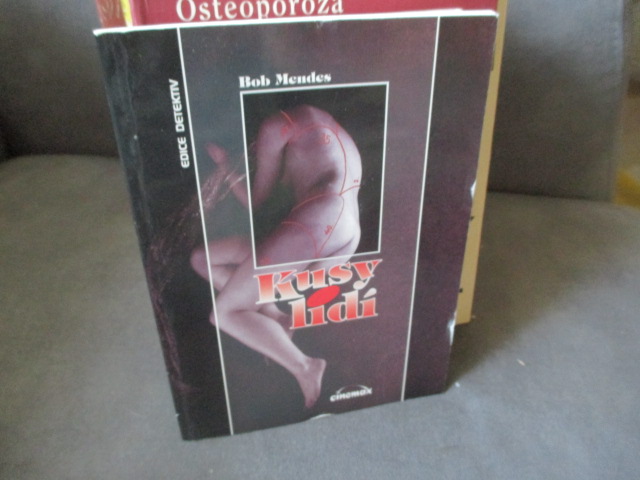 Osteoporóza
Bob Mendes
EDICE DETEKTIV
Kusy
lidí
cinemax